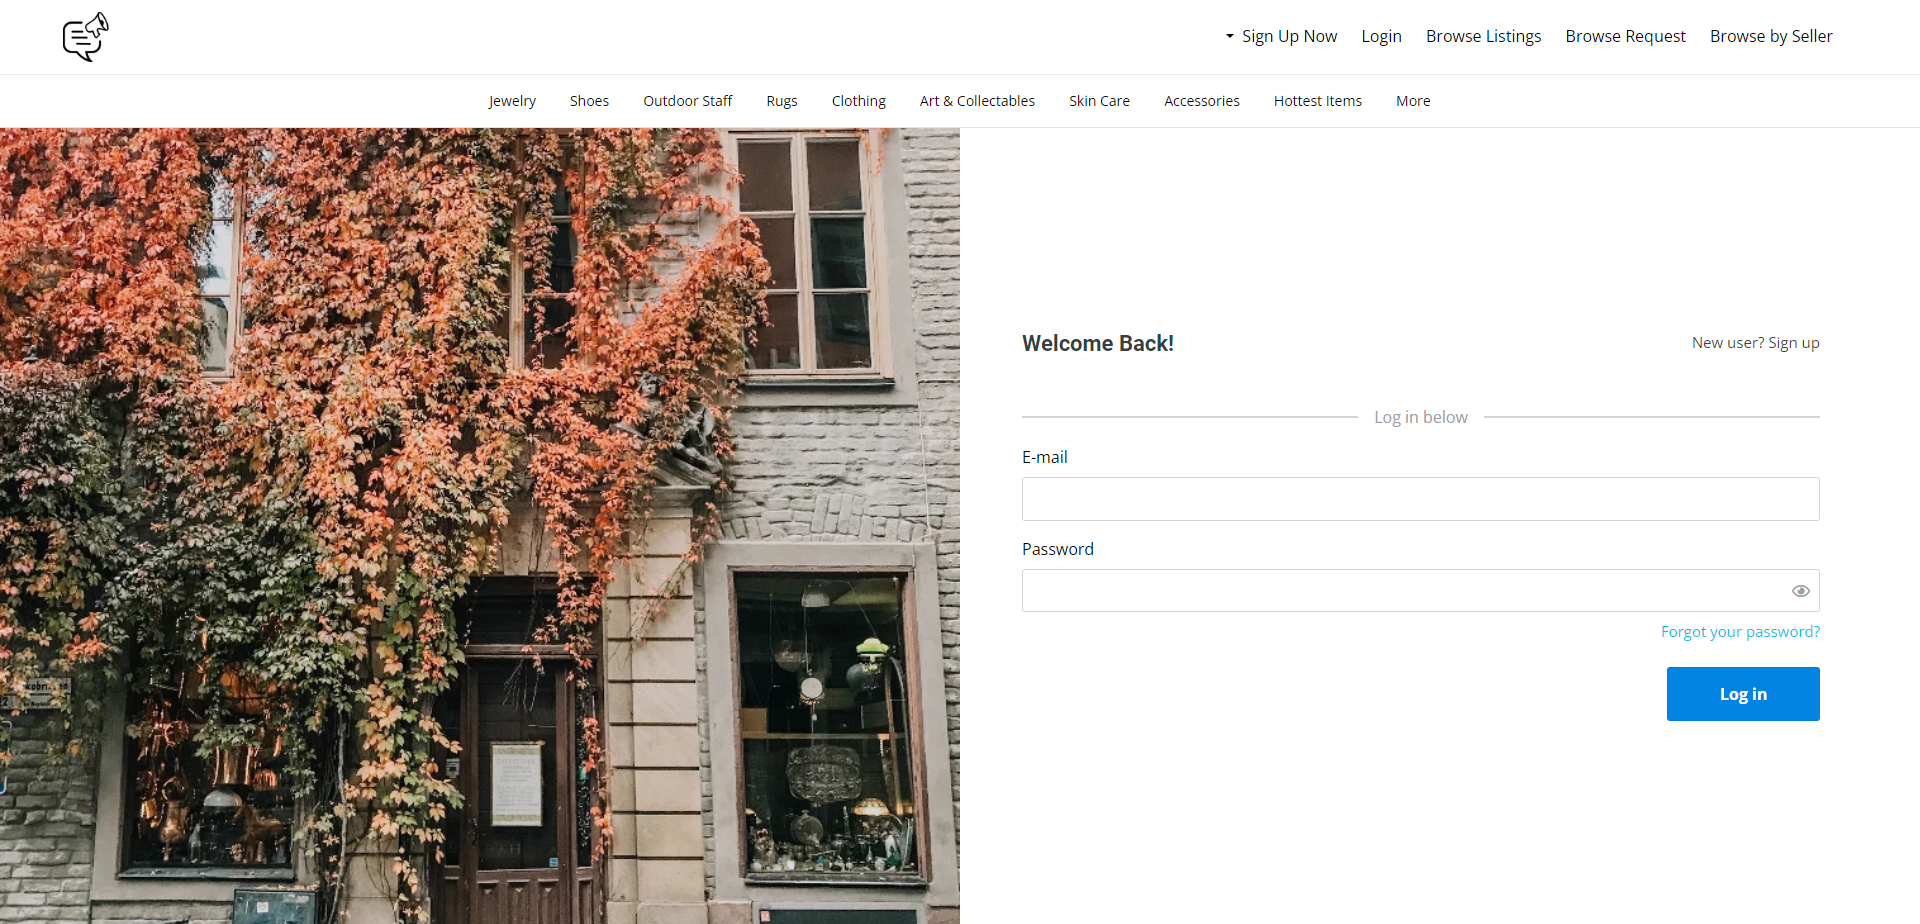 Sign Up Now Login Browse Listings Browse Request Browse by Seller
Jewelry Shoes Outdoor Staff Rugs Clothing Art & Collectables Skin Care Accessories Hottest Items More
Welcome Back!
New user? Sign up
Log in below
E-mail
Password
Forgot your password?
Log in